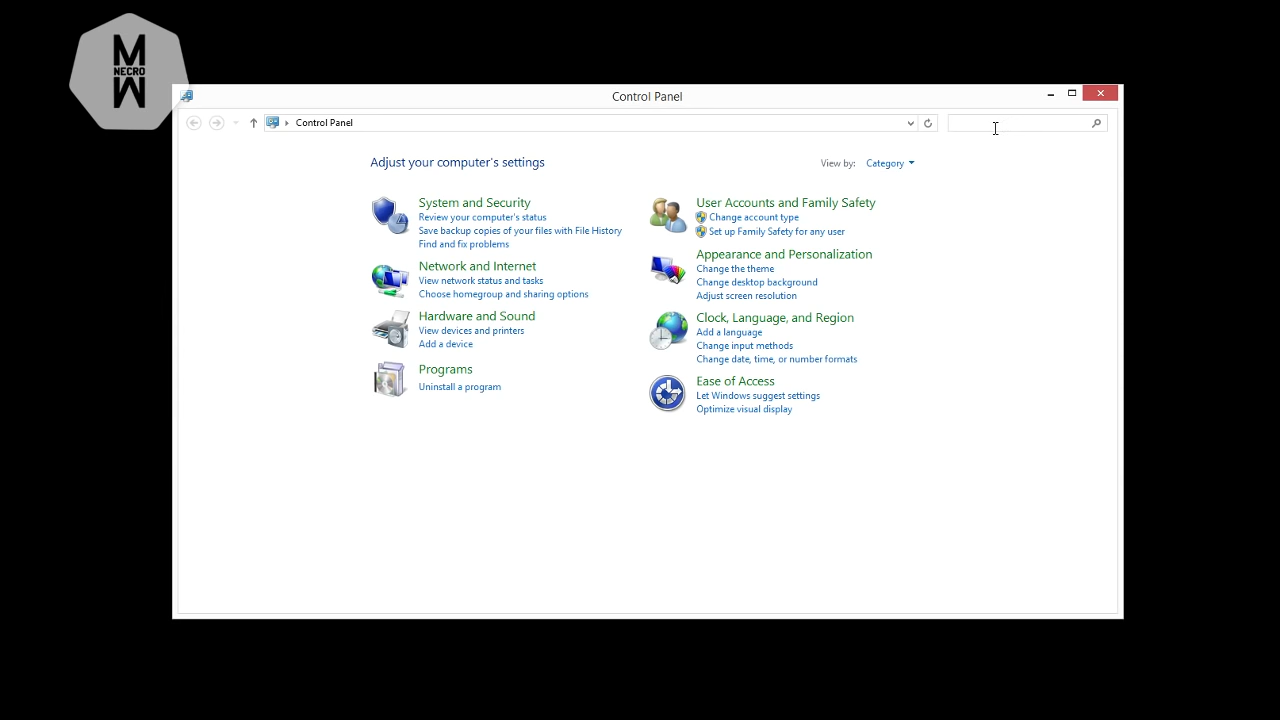 M
NECRO
W
Control Panel
Control Panel
Adjust your computer's settings
View by: Category
System and Security
Review your computer's status
Save backup copies of your files with File History
Find and fix problems
Network and Internet
View network status and tasks
Choose homegroup and sharing options
Hardware and Sound
View devices and printers
Add a device
Programs
Uninstall a program
User Accounts and Family Safety
Change account type
Set up Family Safety for any user
Appearance and Personalization
Change the theme
Change desktop background
Adjust screen resolution
Clock, Language, and Region
Add a language
Change input methods
Change date, time, or number formats
Ease of Access
Let Windows suggest settings
Optimize visual display